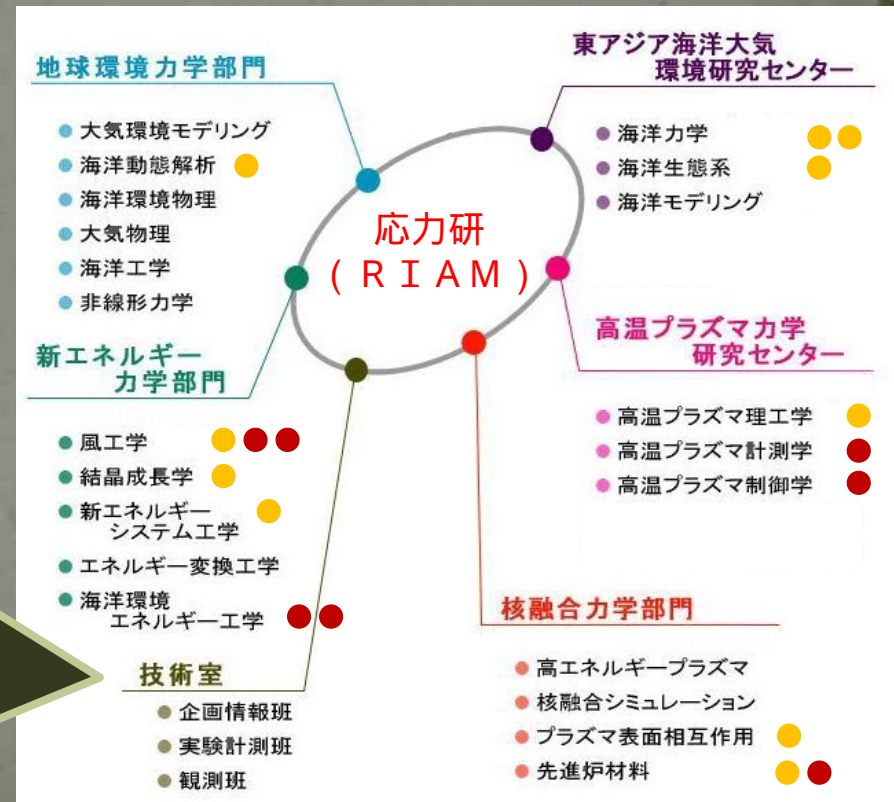 地球環境力学部門
大気環境モデリング
海洋動態解析
海洋環境物理
大気物理
海洋工学
非線形力学
東アジア海洋大気
環境研究センター
海洋力学
海洋生態系
海洋モデリング
応力研
(ＲＩＡＭ)
新エネルギー
力学部門
風工学
結晶成長学
新エネルギー
システム工学
エネルギー変換工学
海洋環境
エネルギー工学
高温プラズマ力学
研究センター
高温プラズマ理工学
高温プラズマ計測学
高温プラズマ制御学
技術室
企画情報班
実験計測班
観測班
核融合力学部門
高エネルギープラズマ
核融合シミュレーション
プラズマ表面相互作用
先進炉材料